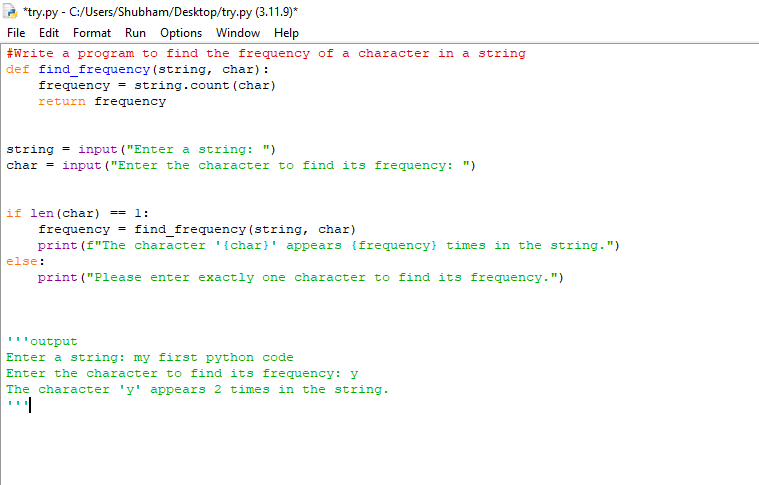 *try.py - C:/Users/Shubham/Desktop/try.py (3.11.9)*
File Edit Format Run Options Window Help
#Write a program to find the frequency of a character in a string
def find_frequency(string, char):
    frequency = string.count(char)
    return frequency
string = input("Enter a string: ")
char = input("Enter the character to find its frequency: ")
if len(char) == 1:
    frequency = find_frequency(string, char)
    print(f"The character '{char}' appears {frequency} times in the string.")
else:
    print("Please enter exactly one character to find its frequency.")
'''output
Enter a string: my first python code
Enter the character to find its frequency: y
The character 'y' appears 2 times in the string.
'''